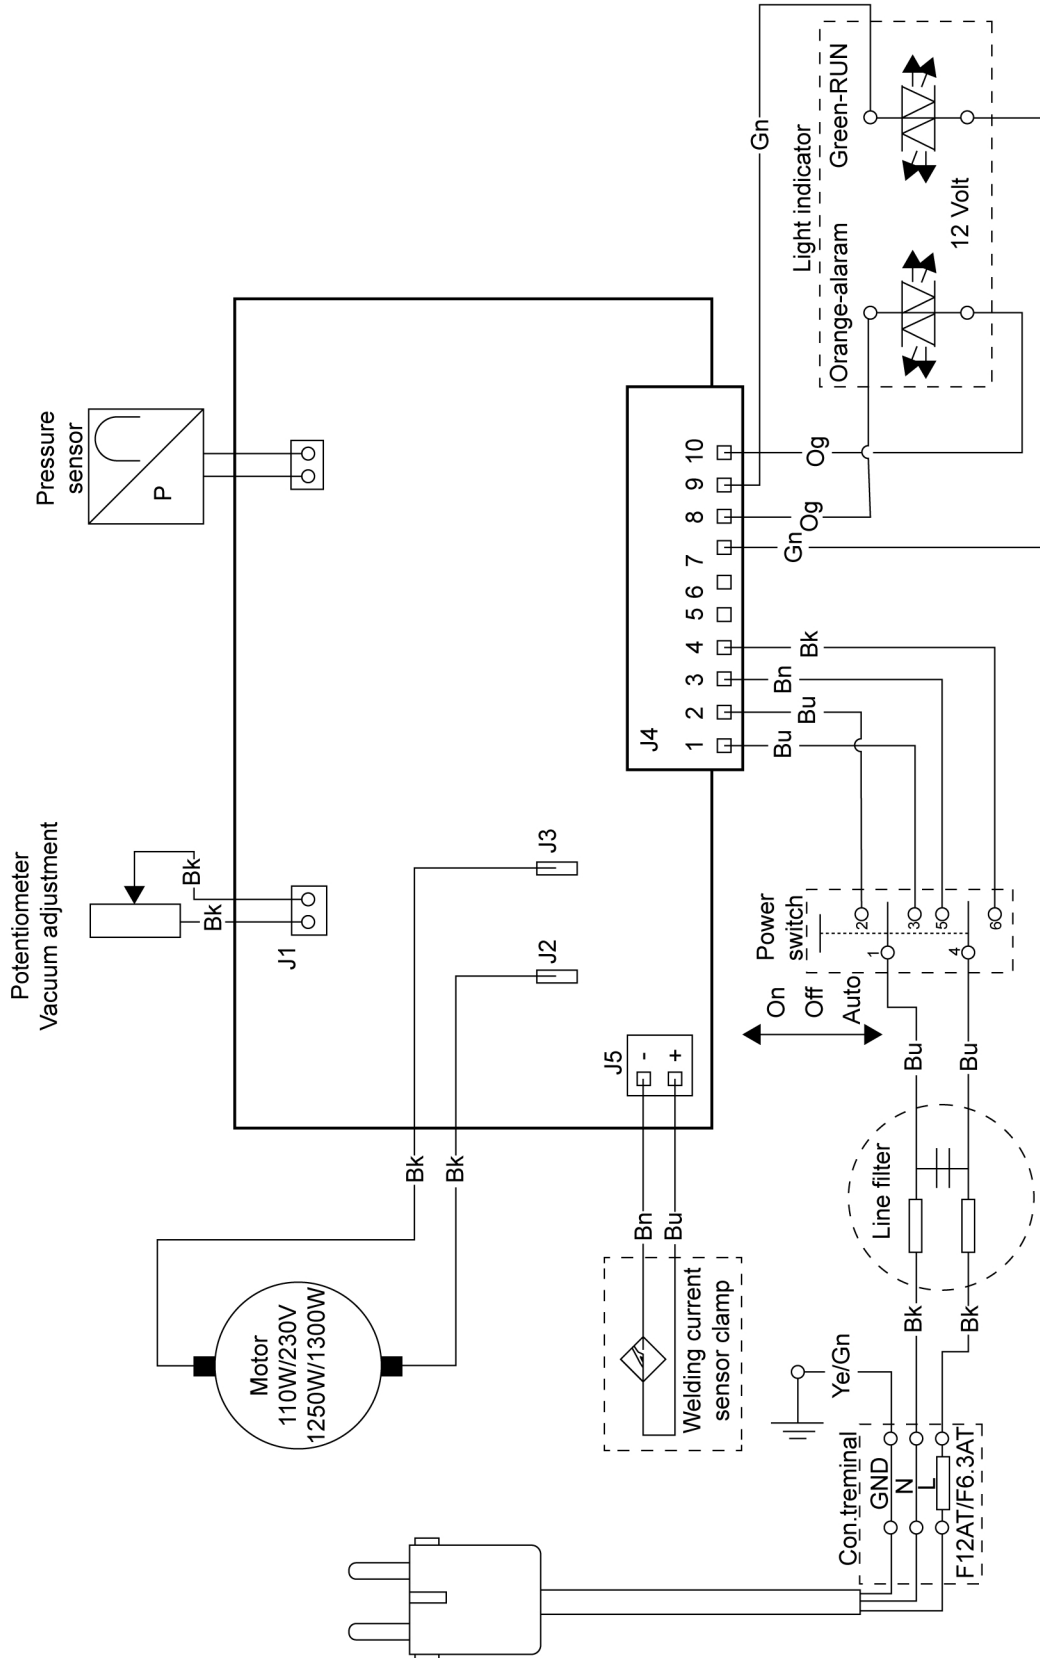 Potentiometer
Vacuum adjustment
Pressure
sensor
P
Bk
Bk
J1
J3
J2
Motor
110W/230V
1250W/1300W
Bk
Bk
J5
-
+
Bn
Bu
Welding current
sensor clamp
J4
1 2 3 4 5 6 7 8 9 10
Bu
Bu
Bn
Bk
Gn
Og
Og
Gn
Light indicator
Orange-alaram
Green-RUN
12 Volt
Power
switch
On
Off
Auto
1
2
3
4
5
6
Bu
Bu
Line filter
Bk
Bk
Ye/Gn
Con.treminal
GND
N
L
F12AT/F6.3AT